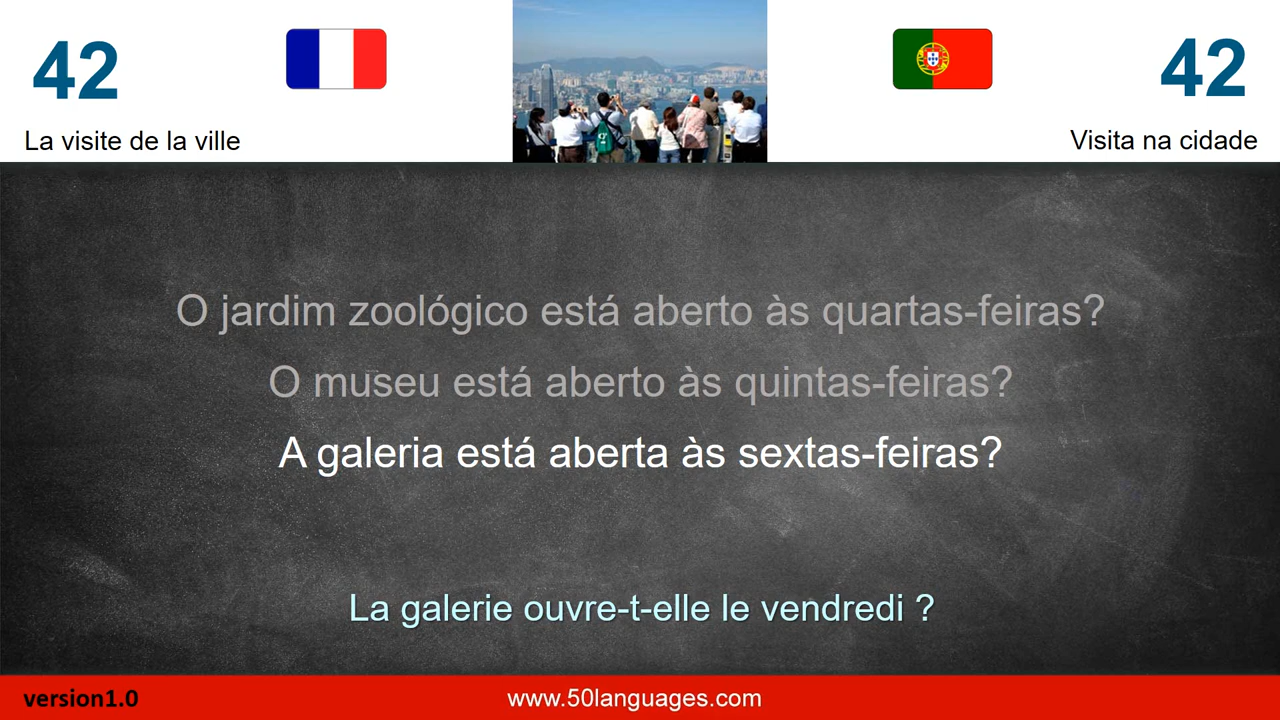 42
42
La visite de la ville
Visita na cidade
O jardim zoológico está aberto às quartas-feiras?
O museu está aberto às quintas-feiras?
A galeria está aberta às sextas-feiras?
La galerie ouvre-t-elle le vendredi ?
version1.0
www.50languages.com